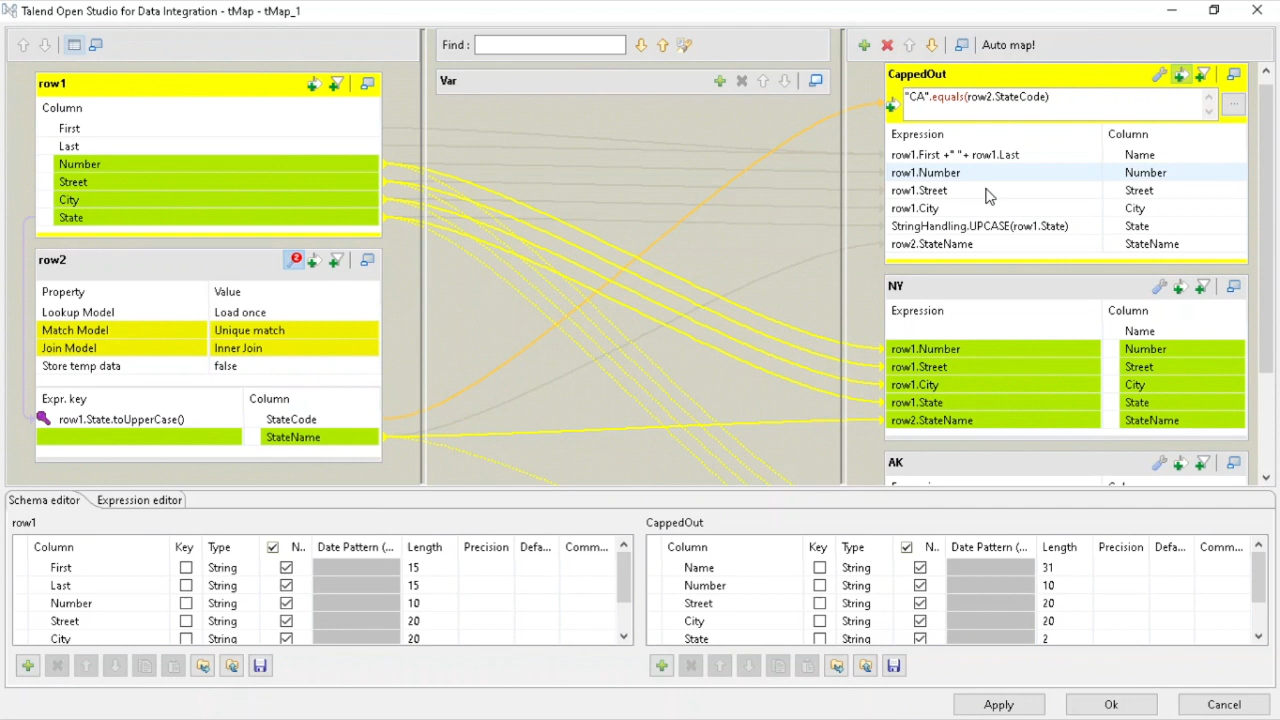 Talend Open Studio for Data Integration - tMap - tMap_1
Find :
Auto map!
row1
Column
First
Last
Number
Street
City
State
row2
Property Value
Lookup Model Load once
Match Model Unique match
Join Model Inner Join
Store temp data false
Expr. key Column
row1.State.toUpperCase() StateCode
StateName
Var
CappedOut
"CA".equals(row2.StateCode)
...
Expression Column
row1.First +" "+ row1.Last Name
row1.Number Number
row1.Street Street
row1.City City
StringHandling.UPCASE(row1.State) State
row2.StateName StateName
NY
Expression Column
Name
row1.Number Number
row1.Street Street
row1.City City
row1.State State
row2.StateName StateName
AK
Schema editor Expression editor
row1
Column Key Type N.. Date Pattern (... Length Precision Defa... Comm...
First String 15
Last String 15
Number String 10
Street String 20
City String 20
CappedOut
Column Key Type N.. Date Pattern (... Length Precision Defa... Comm...
Name String 31
Number String 10
Street String 20
City String 20
State String 2
Apply Ok Cancel